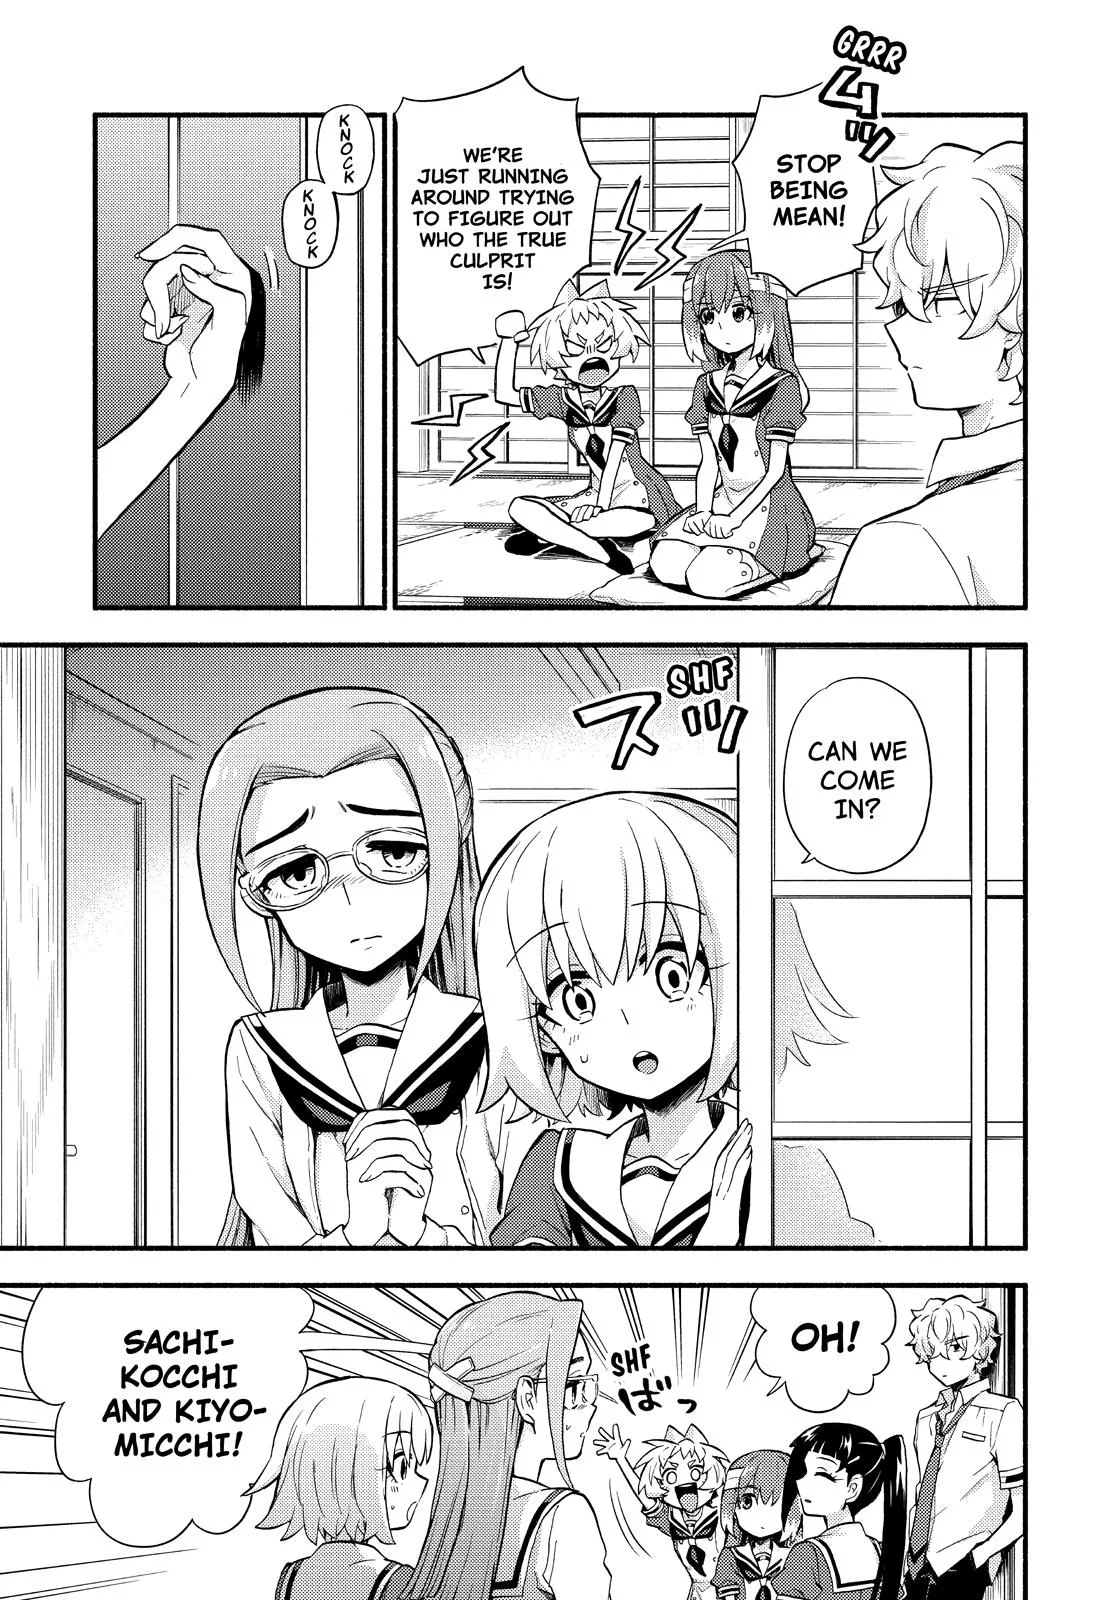 GRRR
ムッ
STOP
BEING
MEAN!
WE'RE
JUST RUNNING
AROUND TRYING
TO FIGURE OUT
WHO THE TRUE
CULPRIT
IS!
KNOCK
KNOCK
CAN WE
COME
IN?
SHF
スッ
OH!
SHF
ばっ
SACHI-
KOCCHI
AND KIYO-
MICCHI!